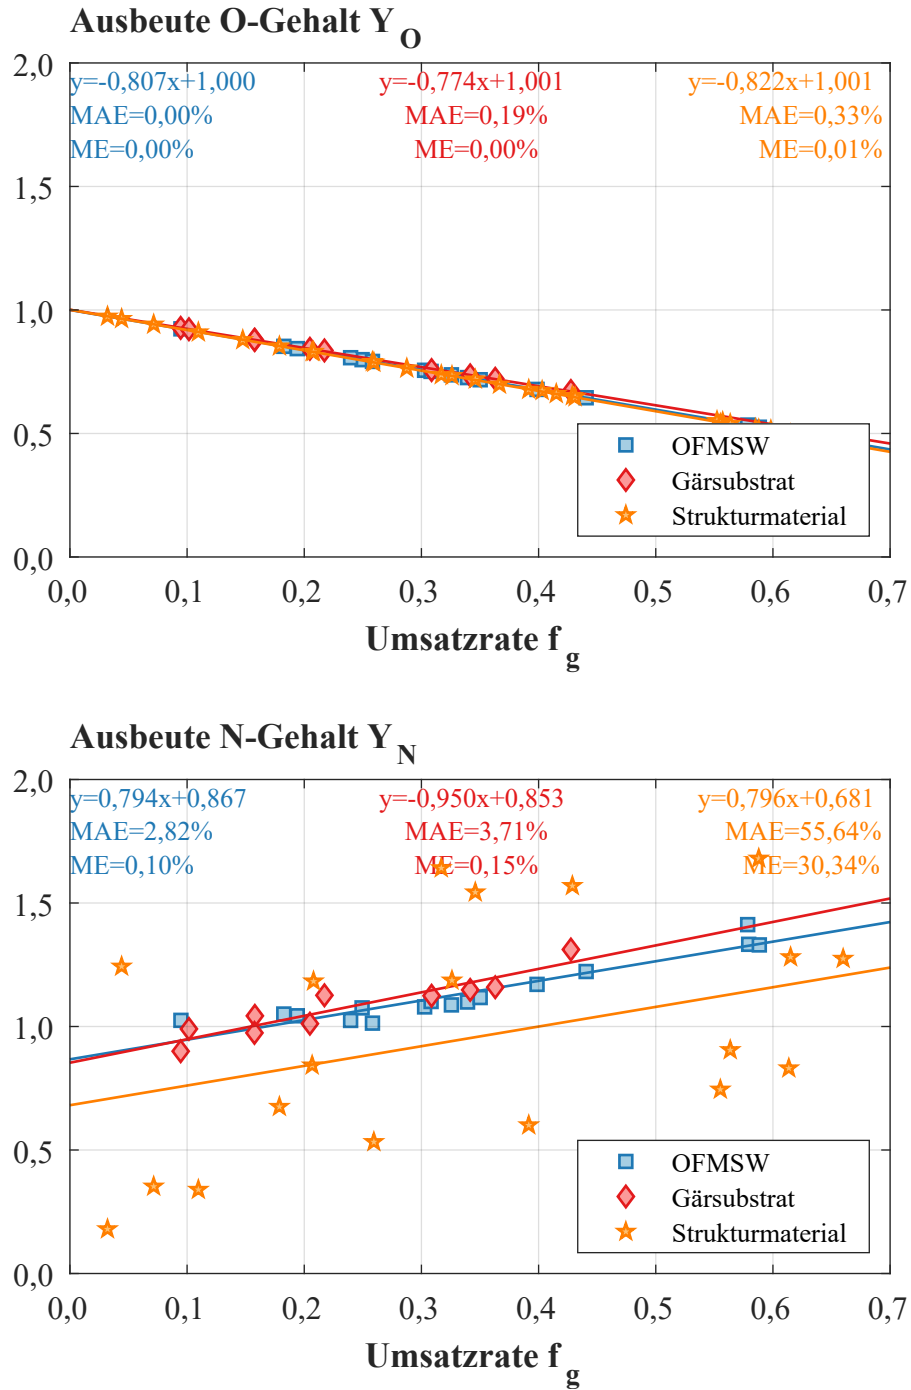 Ausbeute O-Gehalt Y_O
2,0
y=-0,807x+1,000 y=-0,774x+1,001 y=-0,822x+1,001
MAE=0,00% MAE=0,19% MAE=0,33%
ME=0,00% ME=0,00% ME=0,01%
1,5
1,0
0,5
OFMSW
Gärsubstrat
Strukturmaterial
0,0
0,0 0,1 0,2 0,3 0,4 0,5 0,6 0,7
Umsatzrate f_g
Ausbeute N-Gehalt Y_N
2,0
y=0,794x+0,867 y=-0,950x+0,853 y=0,796x+0,681
MAE=2,82% MAE=3,71% MAE=55,64%
ME=0,10% ME=0,15% ME=30,34%
1,5
1,0
0,5
OFMSW
Gärsubstrat
Strukturmaterial
0,0
0,0 0,1 0,2 0,3 0,4 0,5 0,6 0,7
Umsatzrate f_g